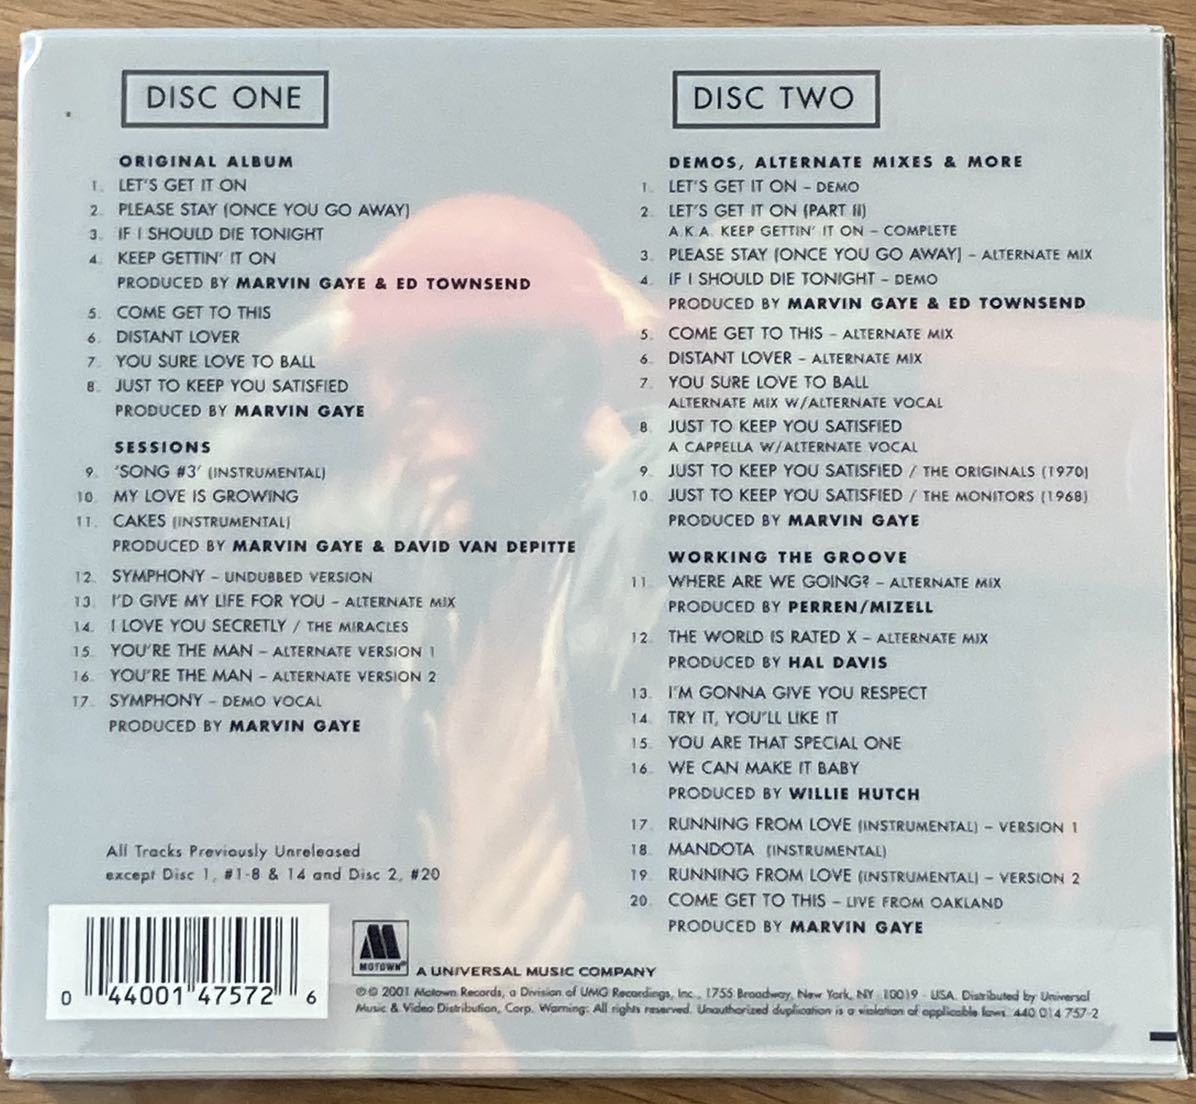 DISC ONE
ORIGINAL ALBUM
1. LET'S GET IT ON
2. PLEASE STAY (ONCE YOU GO AWAY)
3. IF I SHOULD DIE TONIGHT
4. KEEP GETTIN' IT ON
PRODUCED BY MARVIN GAYE & ED TOWNSEND
5. COME GET TO THIS
6. DISTANT LOVER
7. YOU SURE LOVE TO BALL
8. JUST TO KEEP YOU SATISFIED
PRODUCED BY MARVIN GAYE
SESSIONS
9. 'SONG #3' (INSTRUMENTAL)
10. MY LOVE IS GROWING
11. CAKES (INSTRUMENTAL)
PRODUCED BY MARVIN GAYE & DAVID VAN DEPITTE
12. SYMPHONY – UNDUBBED VERSION
13. I'D GIVE MY LIFE FOR YOU – ALTERNATE MIX
14. I LOVE YOU SECRETLY / THE MIRACLES
15. YOU'RE THE MAN – ALTERNATE VERSION 1
16. YOU'RE THE MAN – ALTERNATE VERSION 2
17. SYMPHONY – DEMO VOCAL
PRODUCED BY MARVIN GAYE
All Tracks Previously Unreleased
except Disc 1, #1-8 & 14 and Disc 2, #20
DISC TWO
DEMOS, ALTERNATE MIXES & MORE
1. LET'S GET IT ON – DEMO
2. LET'S GET IT ON (PART II)
A.K.A. KEEP GETTIN' IT ON – COMPLETE
3. PLEASE STAY (ONCE YOU GO AWAY) – ALTERNATE MIX
4. IF I SHOULD DIE TONIGHT – DEMO
PRODUCED BY MARVIN GAYE & ED TOWNSEND
5. COME GET TO THIS – ALTERNATE MIX
6. DISTANT LOVER – ALTERNATE MIX
7. YOU SURE LOVE TO BALL
ALTERNATE MIX W/ALTERNATE VOCAL
8. JUST TO KEEP YOU SATISFIED
A CAPPELLA W/ALTERNATE VOCAL
9. JUST TO KEEP YOU SATISFIED / THE ORIGINALS (1970)
10. JUST TO KEEP YOU SATISFIED / THE MONITORS (1968)
PRODUCED BY MARVIN GAYE
WORKING THE GROOVE
11. WHERE ARE WE GOING? – ALTERNATE MIX
PRODUCED BY PERREN/MIZELL
12. THE WORLD IS RATED X – ALTERNATE MIX
PRODUCED BY HAL DAVIS
13. I'M GONNA GIVE YOU RESPECT
14. TRY IT, YOU'LL LIKE IT
15. YOU ARE THAT SPECIAL ONE
16. WE CAN MAKE IT BABY
PRODUCED BY WILLIE HUTCH
17. RUNNING FROM LOVE (INSTRUMENTAL) – VERSION 1
18. MANDOTA (INSTRUMENTAL)
19. RUNNING FROM LOVE (INSTRUMENTAL) – VERSION 2
20. COME GET TO THIS – LIVE FROM OAKLAND
PRODUCED BY MARVIN GAYE
0 44001 47572 6
MOTOWN
A UNIVERSAL MUSIC COMPANY
℗© 2001 Motown Records, a Division of UMG Recordings, Inc., 1755 Broadway, New York, NY 10019 - USA. Distributed by Universal
Music & Video Distribution, Corp. Warning: All rights reserved. Unauthorized duplication is a violation of applicable laws. 440 014 757-2